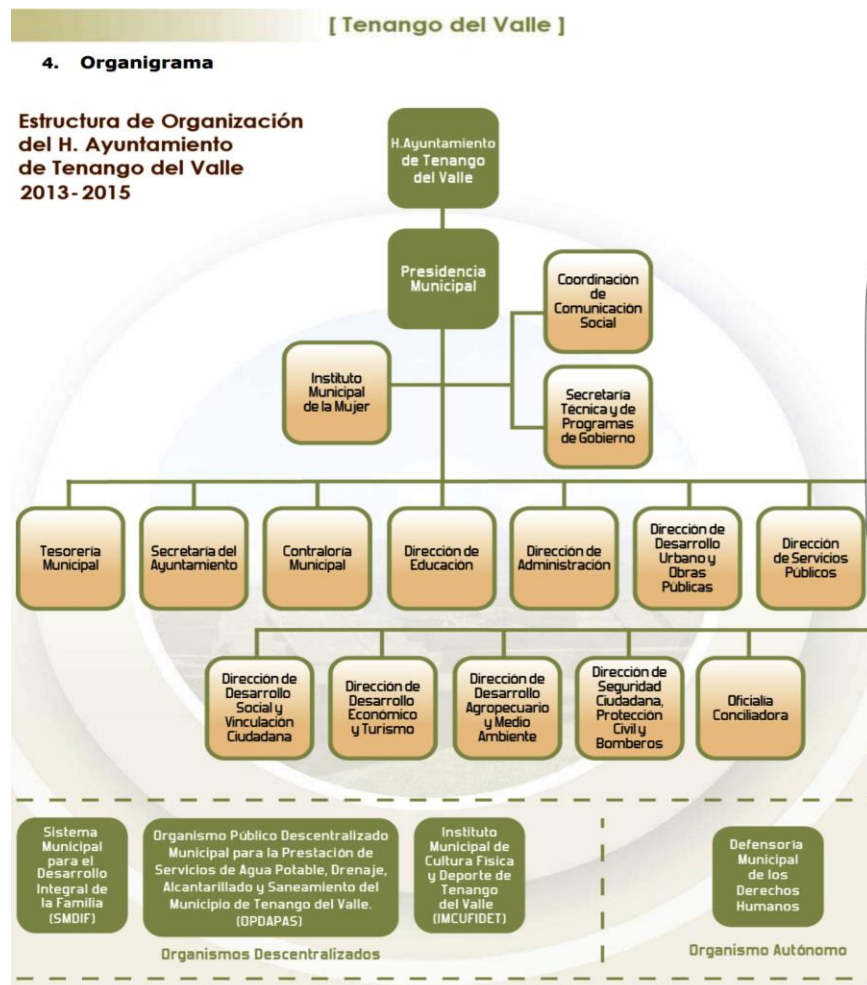 [ Tenango del Valle ]
4. Organigrama
Estructura de Organización
del H. Ayuntamiento
de Tenango del Valle
2013-2015
H.Ayuntamiento
de Tenango
del Valle
Presidencia
Municipal
Coordinación
de
Comunicación
Social
Instituto
Municipal
de la Mujer
Secretaría
Técnica y de
Programas
de Gobierno
Tesorería
Municipal
Secretaría del
Ayuntamiento
Contraloría
Municipal
Dirección de
Educación
Dirección de
Administración
Dirección de
Desarrollo
Urbano y
Obras
Públicas
Dirección
de Servicios
Públicos
Dirección de
Desarrollo
Social y
Vinculación
Ciudadana
Dirección de
Desarrollo
Económico
y Turismo
Dirección de
Desarrollo
Agropecuario
y Medio
Ambiente
Dirección de
Seguridad
Ciudadana,
Protección
Civil y
Bomberos
Oficialía
Conciliadora
Sistema
Municipal
para el
Desarrollo
Integral de
la Familia
(SMDIF)
Organismo Público Descentralizado
Municipal para la Prestación de
Servicios de Agua Potable, Drenaje,
Alcantarillado y Saneamiento del
Municipio de Tenango del Valle.
(OPDAPAS)
Instituto
Municipal de
Cultura Física
y Deporte de
Tenango
del Valle
(IMCUFIDET)
Defensoría
Municipal
de los
Derechos
Humanos
Organismos Descentralizados
Organismo Autónomo